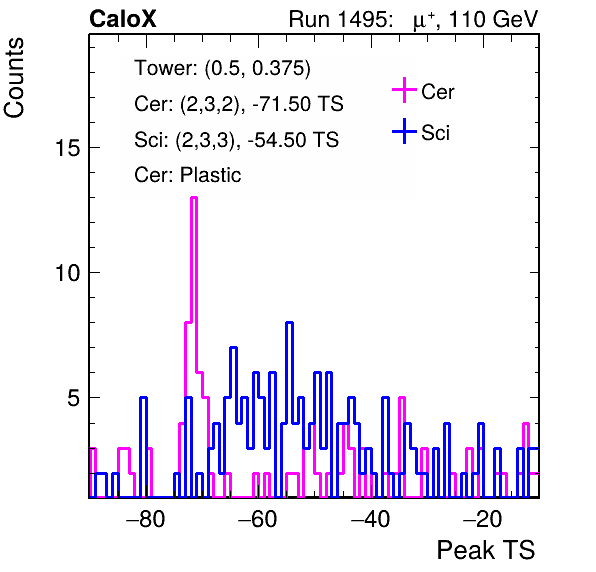 CaloX Run 1495: μ⁺, 110 GeV
Counts
Tower: (0.5, 0.375)
Cer: (2,3,2), -71.50 TS
Sci: (2,3,3), -54.50 TS
Cer: Plastic
Cer
Sci
15
10
5
−80 −60 −40 −20
Peak TS